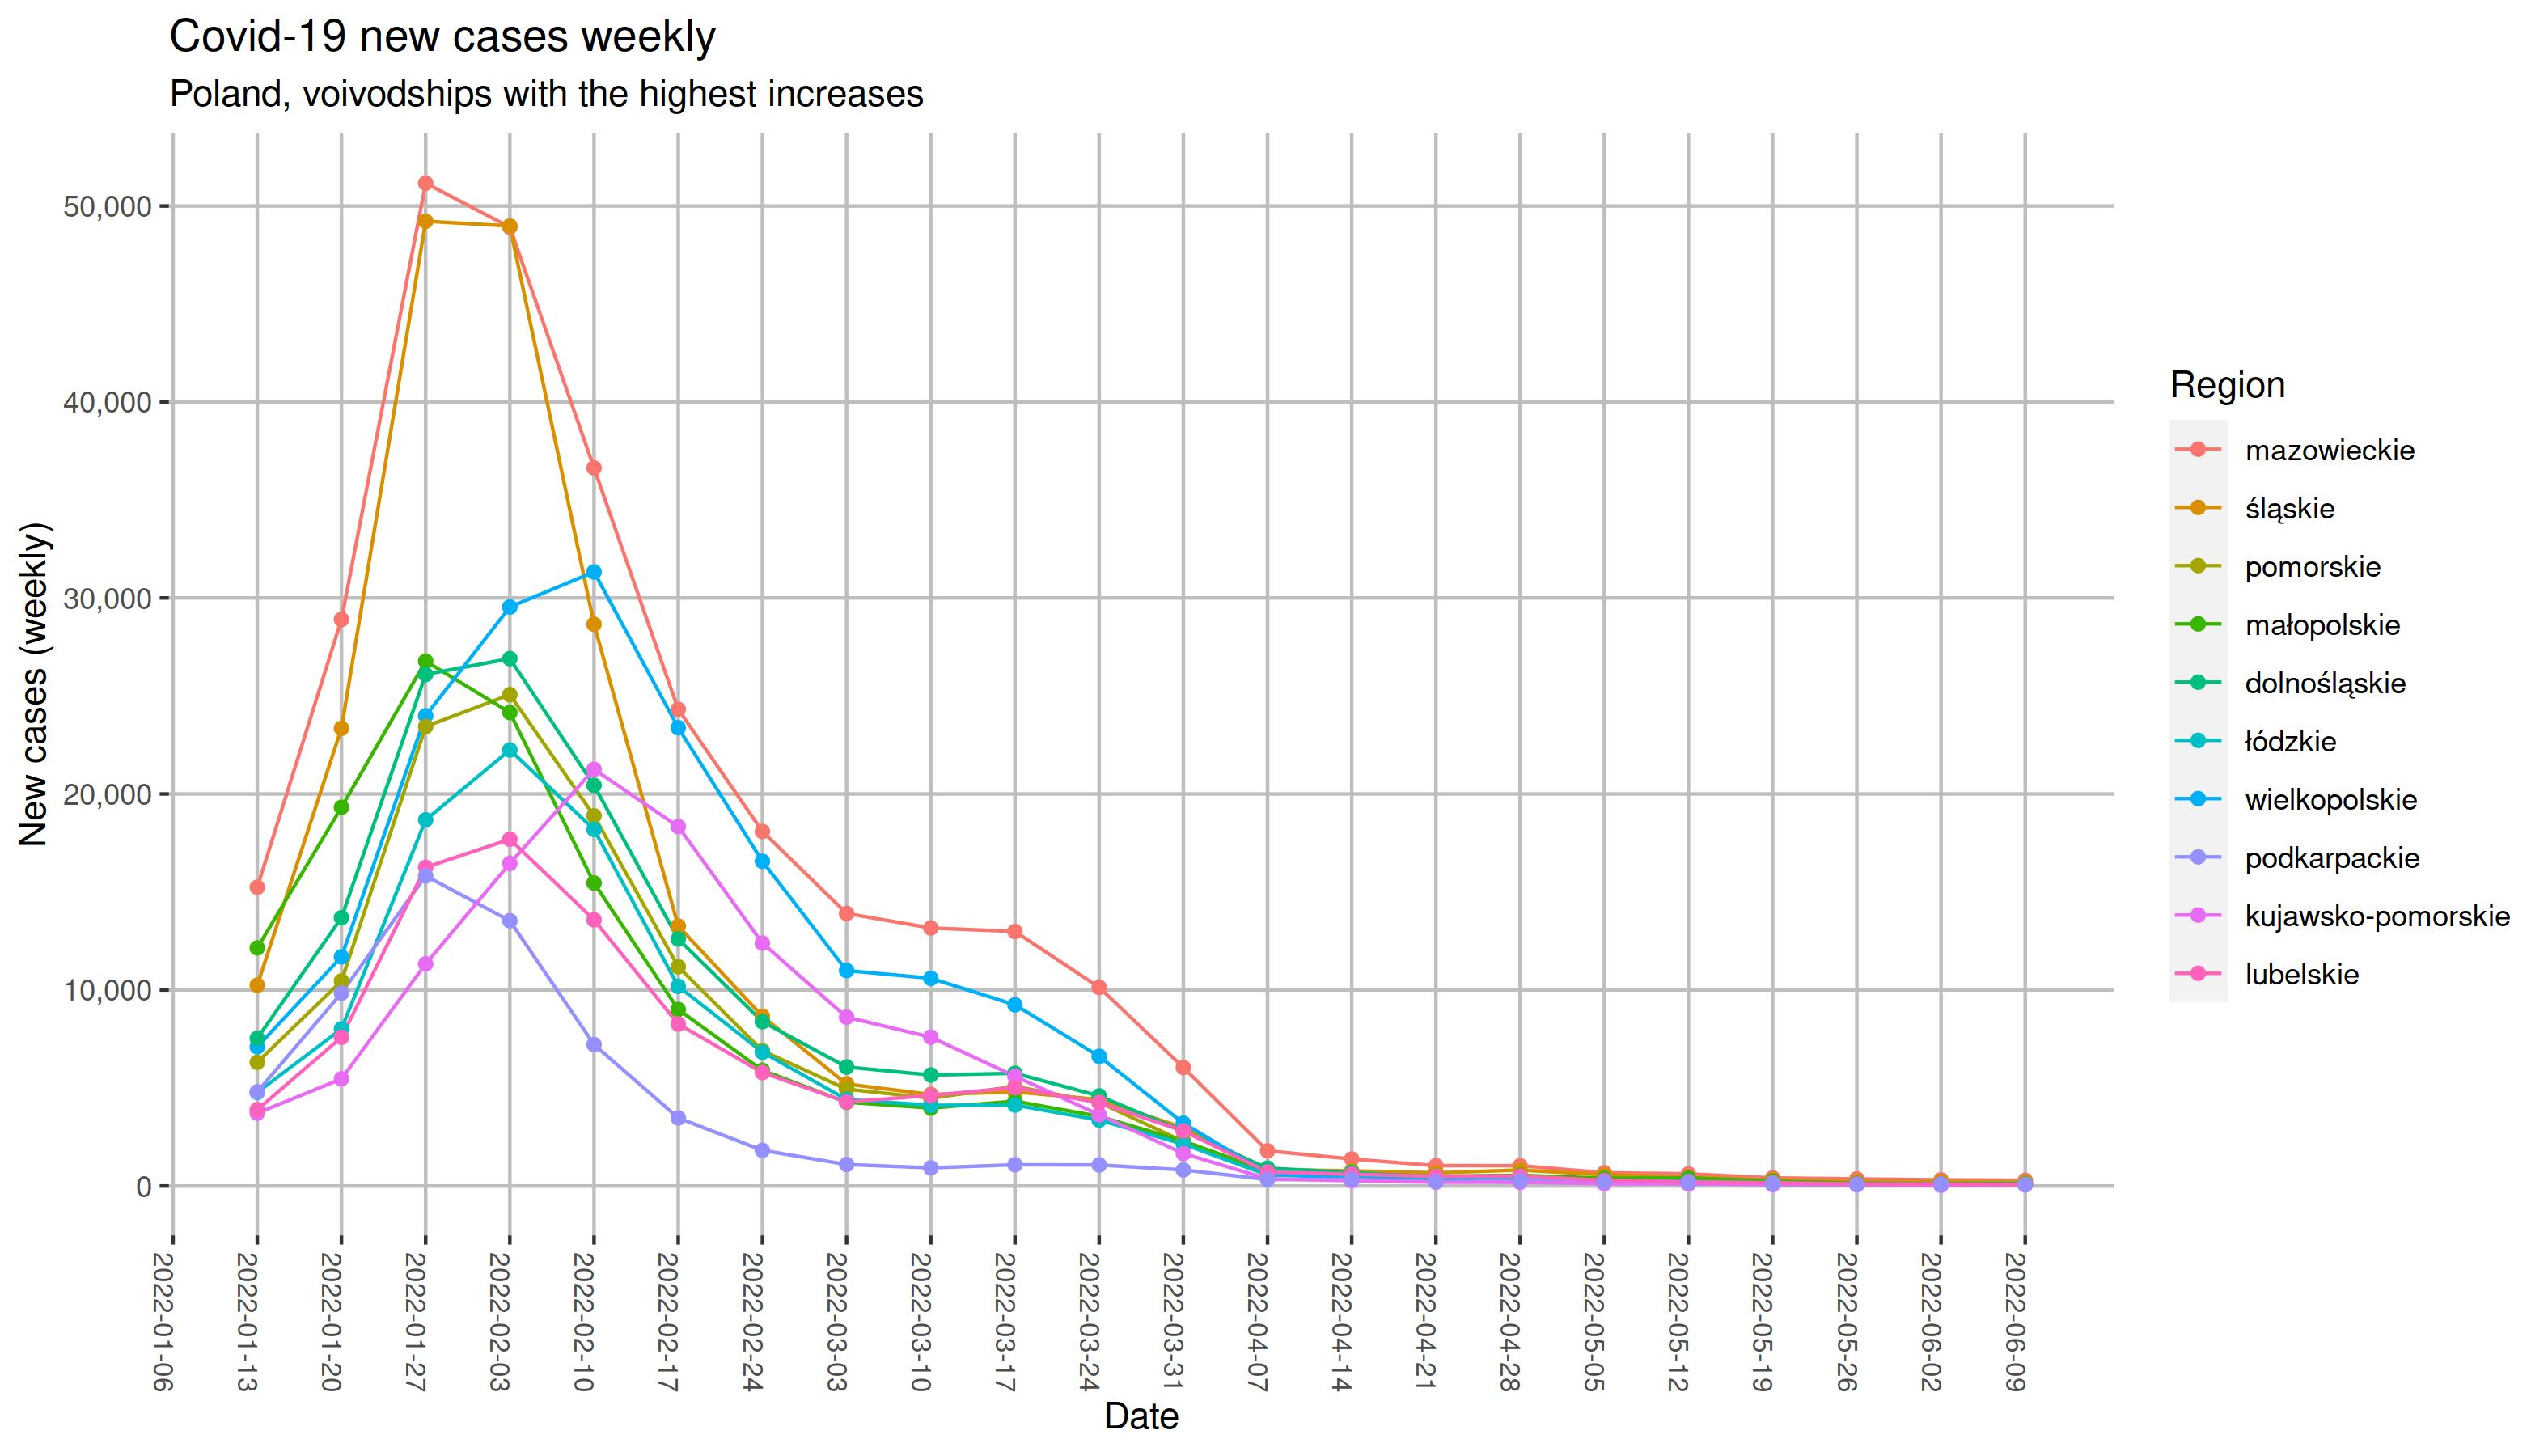 Covid-19 new cases weekly
Poland, voivodships with the highest increases
New cases (weekly)
50,000
40,000
30,000
20,000
10,000
0
2022-01-06
2022-01-13
2022-01-20
2022-01-27
2022-02-03
2022-02-10
2022-02-17
2022-02-24
2022-03-03
2022-03-10
2022-03-17
2022-03-24
2022-03-31
2022-04-07
2022-04-14
2022-04-21
2022-04-28
2022-05-05
2022-05-12
2022-05-19
2022-05-26
2022-06-02
2022-06-09
Date
Region
mazowieckie
śląskie
pomorskie
małopolskie
dolnośląskie
łódzkie
wielkopolskie
podkarpackie
kujawsko-pomorskie
lubelskie